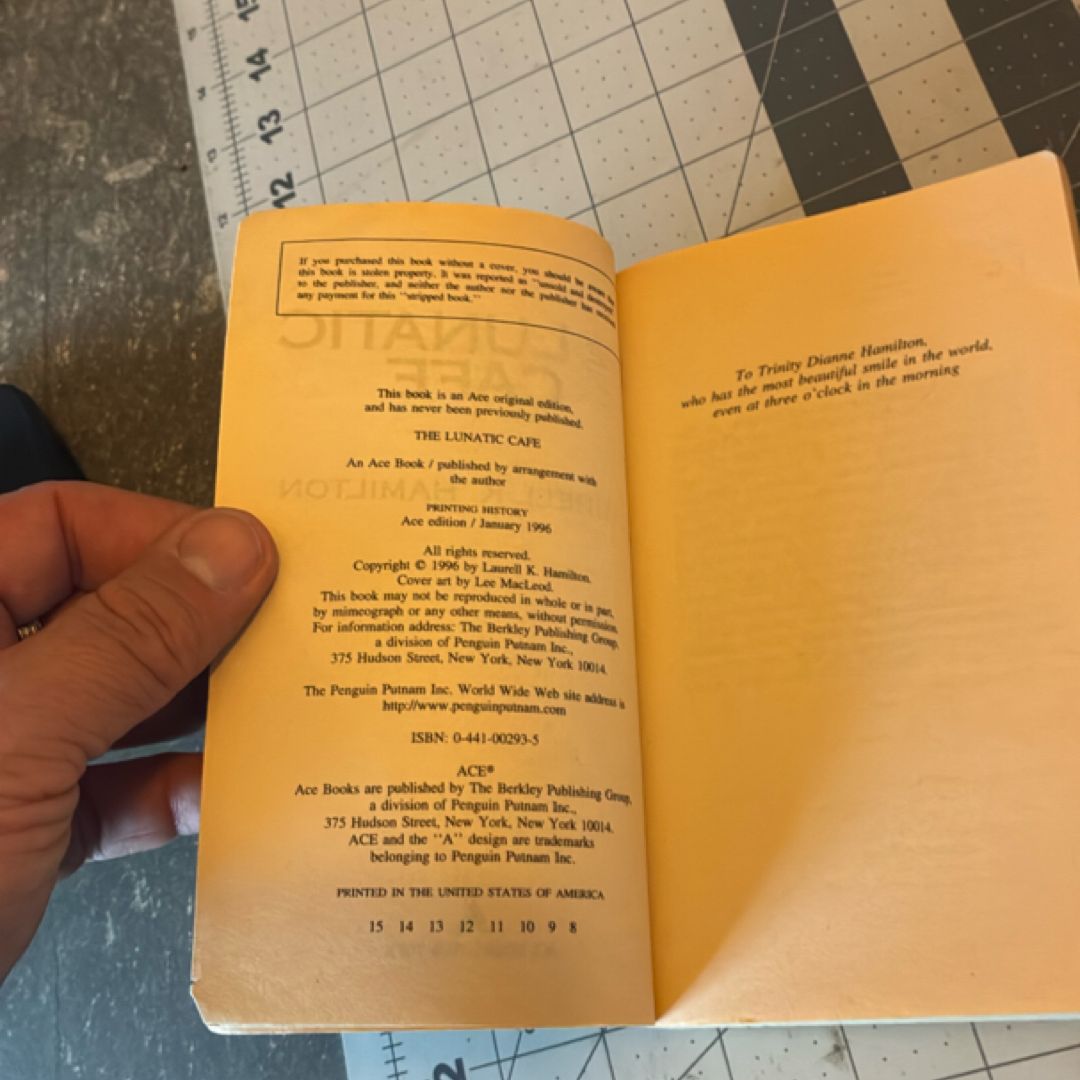 15
14
13
12
If you purchased this book without a cover, you should be aware that
this book is stolen property. It was reported as "unsold and destroyed"
to the publisher, and neither the author nor the publisher has received
any payment for this "stripped book."
LUNATIC
CAFE
HAMILTON
This book is an Ace original edition,
and has never been previously published.
THE LUNATIC CAFE
An Ace Book / published by arrangement with
the author
PRINTING HISTORY
Ace edition / January 1996
All rights reserved.
Copyright © 1996 by Laurell K. Hamilton.
Cover art by Lee MacLeod.
This book may not be reproduced in whole or in part,
by mimeograph or any other means, without permission.
For information address: The Berkley Publishing Group,
a division of Penguin Putnam Inc.,
375 Hudson Street, New York, New York 10014.
The Penguin Putnam Inc. World Wide Web site address is
http://www.penguinputnam.com
ISBN: 0-441-00293-5
ACE®
Ace Books are published by The Berkley Publishing Group,
a division of Penguin Putnam Inc.,
375 Hudson Street, New York, New York 10014.
ACE and the "A" design are trademarks
belonging to Penguin Putnam Inc.
PRINTED IN THE UNITED STATES OF AMERICA
15 14 13 12 11 10 9 8
To Trinity Dianne Hamilton,
who has the most beautiful smile in the world,
even at three o'clock in the morning
2